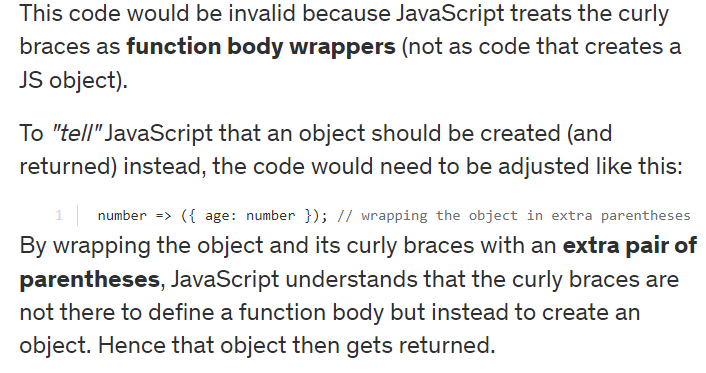 This code would be invalid because JavaScript treats the curly
braces as function body wrappers (not as code that creates a
JS object).
To "tell" JavaScript that an object should be created (and
returned) instead, the code would need to be adjusted like this:
1 number => ({ age: number }); // wrapping the object in extra parentheses
By wrapping the object and its curly braces with an extra pair of
parentheses, JavaScript understands that the curly braces are
not there to define a function body but instead to create an
object. Hence that object then gets returned.